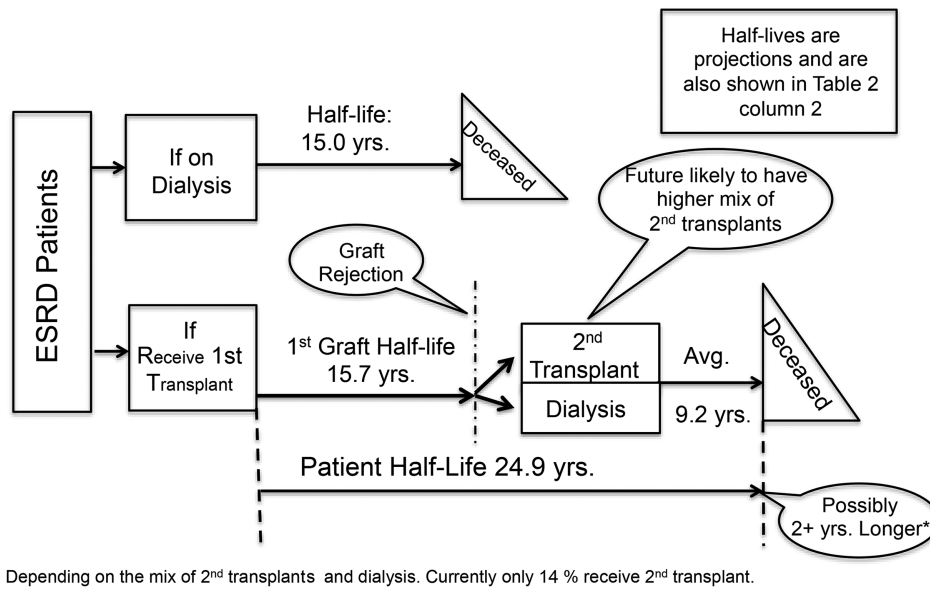 Half-lives are
projections and are
also shown in Table 2
column 2
ESRD Patients
If on
Dialysis
Half-life:
15.0 yrs.
Deceased
Future likely to have
higher mix of
2nd transplants
Graft
Rejection
If
Receive 1st
Transplant
1st Graft Half-life
15.7 yrs.
2nd
Transplant
Dialysis
Avg.
9.2 yrs.
Deceased
Patient Half-Life 24.9 yrs.
Possibly
2+ yrs. Longer*
Depending on the mix of 2nd transplants and dialysis. Currently only 14 % receive 2nd transplant.